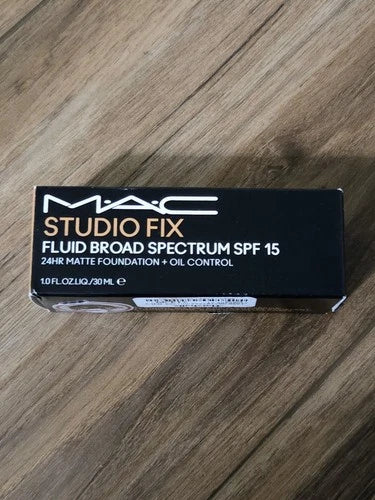 M·A·C
STUDIO FIX
FLUID BROAD SPECTRUM SPF 15
24HR MATTE FOUNDATION + OIL CONTROL
1.0 FL.OZ.LIQ./30 ML ℮